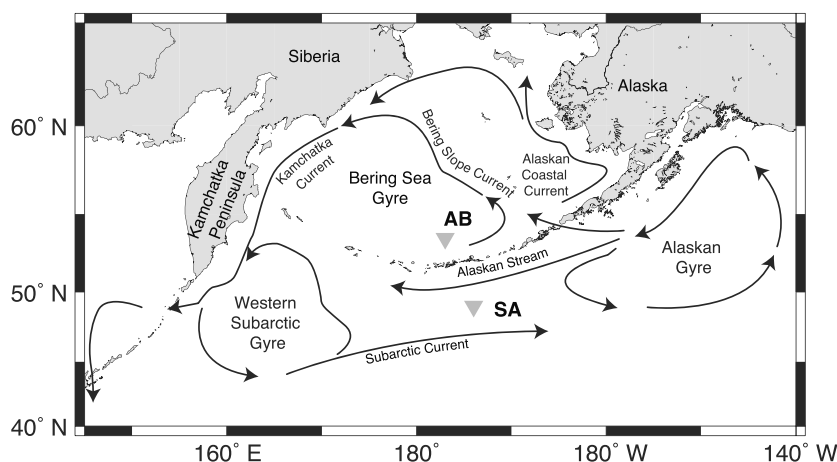 Siberia
Alaska
60° N
Bering Slope Current
Kamchatka
Current
Alaskan
Coastal
Current
Kamchatka
Peninsula
Bering Sea
Gyre
AB
Alaskan
Gyre
Alaskan Stream
50° N
Western
Subarctic
Gyre
SA
Subarctic Current
40° N
160° E
180°
180° W
140° W